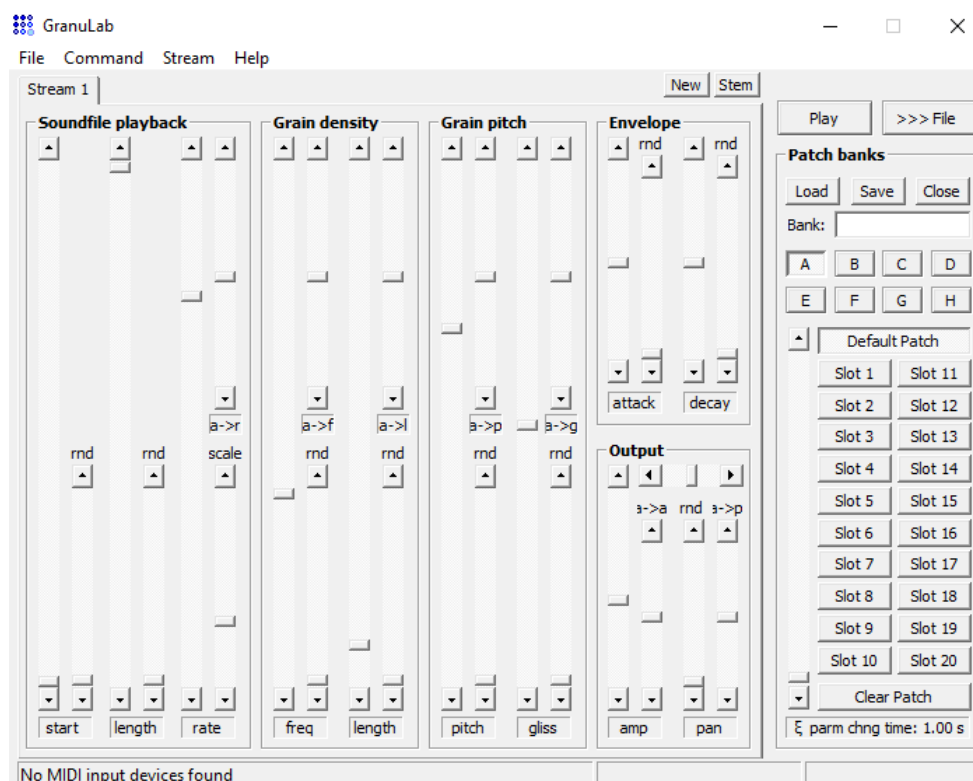 GranuLab
File Command Stream Help
Stream 1
New Stem
Soundfile playback
a->r
rnd rnd scale
start length rate
Grain density
a->f a->l
rnd rnd
freq length
Grain pitch
a->p a->g
rnd rnd
pitch gliss
Envelope
rnd rnd
attack decay
Output
a->a rnd a->p
amp pan
Play >>> File
Patch banks
Load Save Close
Bank:
A B C D
E F G H
Default Patch
Slot 1 Slot 11
Slot 2 Slot 12
Slot 3 Slot 13
Slot 4 Slot 14
Slot 5 Slot 15
Slot 6 Slot 16
Slot 7 Slot 17
Slot 8 Slot 18
Slot 9 Slot 19
Slot 10 Slot 20
Clear Patch
ξ parm chng time: 1.00 s
No MIDI input devices found